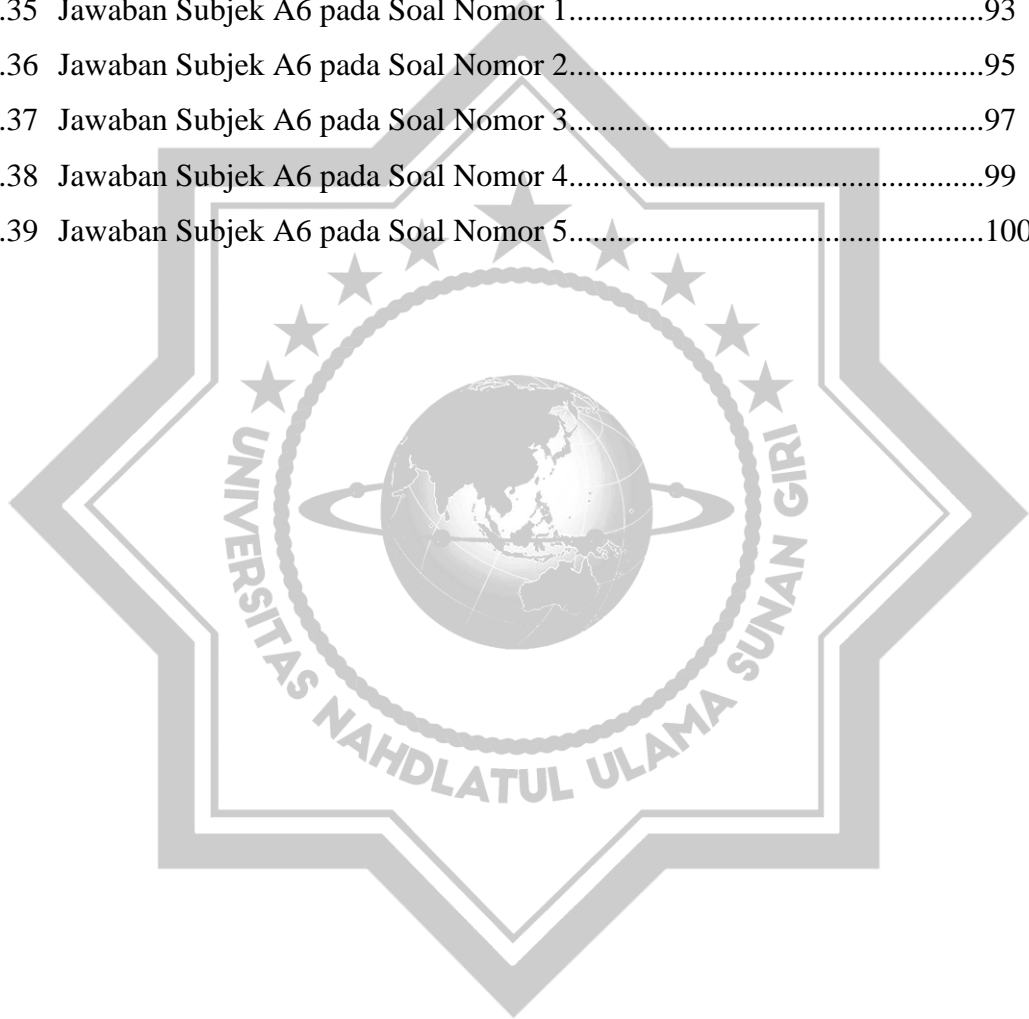 .35 Jawaban Subjek A6 pada Soal Nomor 1..................................................93
.36 Jawaban Subjek A6 pada Soal Nomor 2..................................................95
.37 Jawaban Subjek A6 pada Soal Nomor 3..................................................97
.38 Jawaban Subjek A6 pada Soal Nomor 4..................................................99
.39 Jawaban Subjek A6 pada Soal Nomor 5..................................................100
UNIVERSITAS NAHDLATUL ULAMA SUNAN GIRI